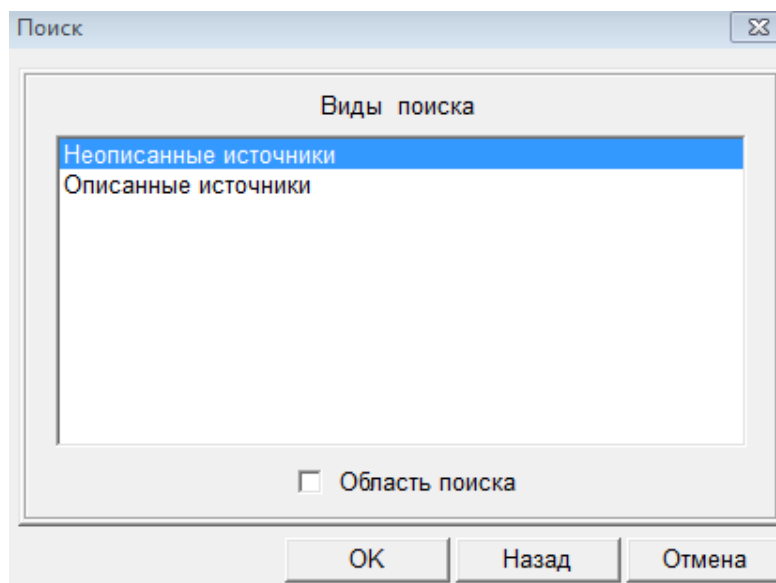 Поиск
Виды поиска
Неописанные источники
Описанные источники
Область поиска
OK Назад Отмена